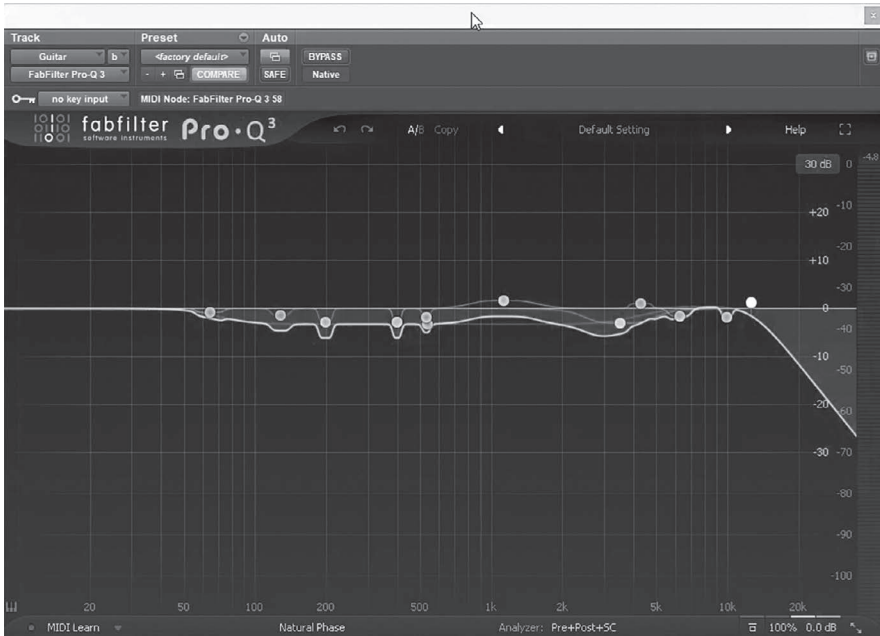 Track Preset Auto
Guitar b <factory default> BYPASS
FabFilter Pro-Q 3 - + COMPARE SAFE Native
no key input MIDI Node: FabFilter Pro-Q 3 58
fabfilter
software instruments
Pro·Q3
A/B Copy Default Setting Help
30 dB 0 -4.8
-10
+20
-20
+10
-30
0
-40
-10
-50
-20
-60
-30 -70
-80
-90
-100
20 50 100 200 500 1k 2k 5k 10k 20k
MIDI Learn Natural Phase Analyzer: Pre+Post+SC 100% 0.0 dB